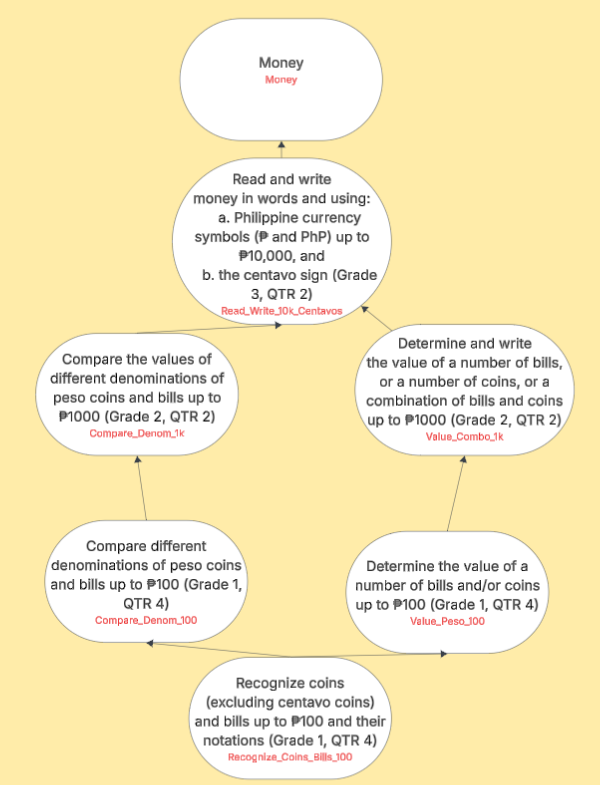 Money
Money
Read and write
money in words and using:
a. Philippine currency
symbols (₱ and PhP) up to
₱10,000, and
b. the centavo sign (Grade
3, QTR 2)
Read_Write_10k_Centavos
Compare the values of
different denominations of
peso coins and bills up to
₱1000 (Grade 2, QTR 2)
Compare_Denom_1k
Determine and write
the value of a number of bills,
or a number of coins, or a
combination of bills and coins
up to ₱1000 (Grade 2, QTR 2)
Value_Combo_1k
Compare different
denominations of peso coins
and bills up to ₱100 (Grade 1,
QTR 4)
Compare_Denom_100
Determine the value of a
number of bills and/or coins
up to ₱100 (Grade 1, QTR 4)
Value_Peso_100
Recognize coins
(excluding centavo coins)
and bills up to ₱100 and their
notations (Grade 1, QTR 4)
Recognize_Coins_Bills_100